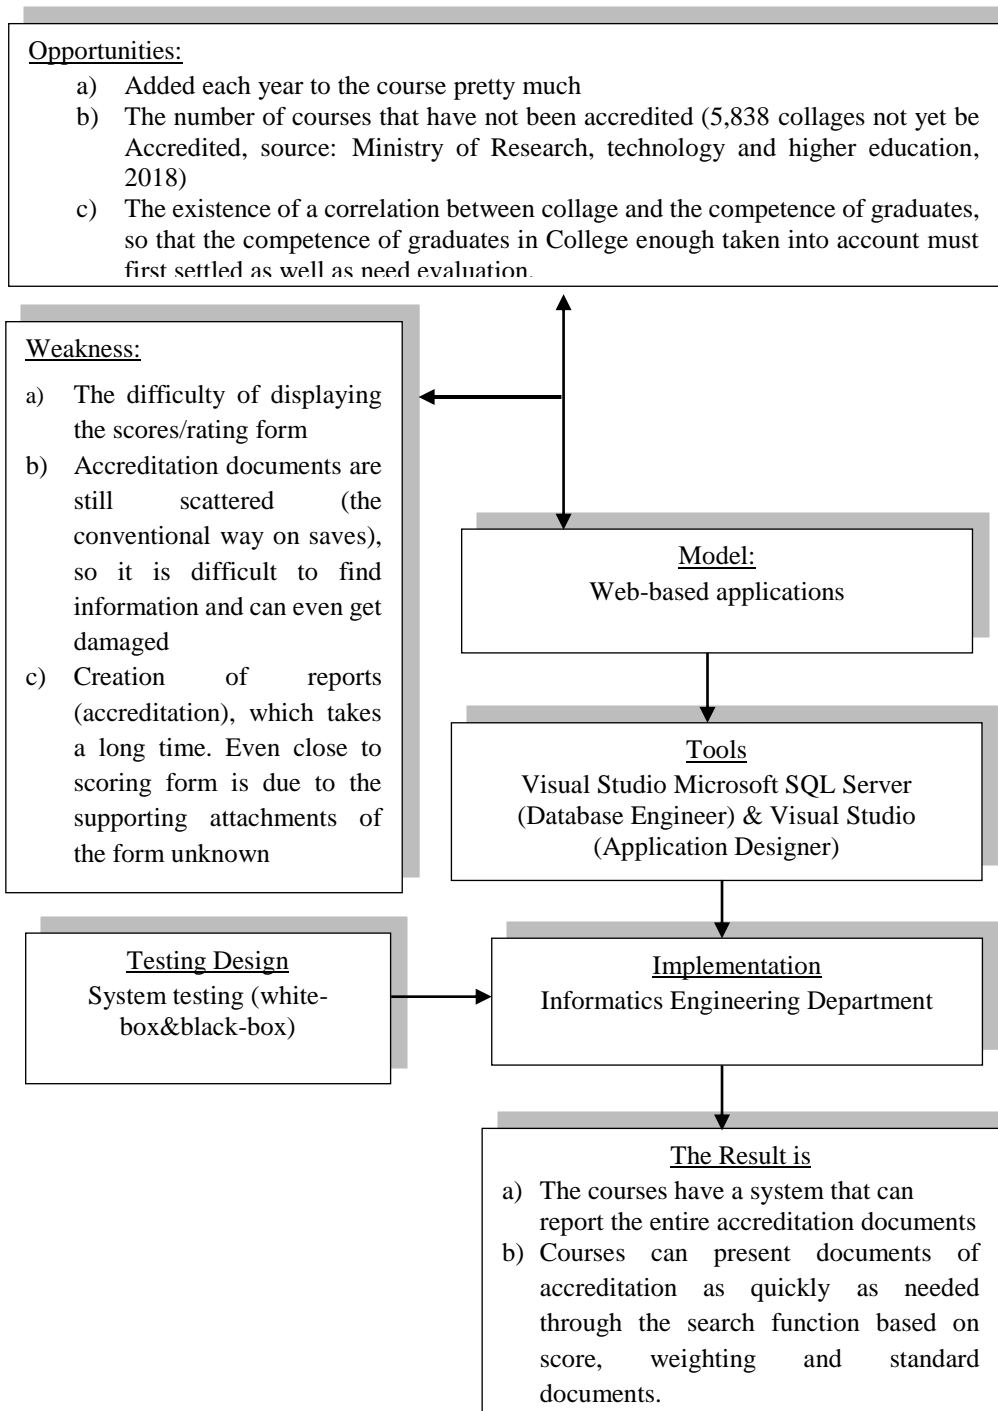 Opportunities:
a) Added each year to the course pretty much
b) The number of courses that have not been accredited (5,838 collages not yet be
Accredited, source: Ministry of Research, technology and higher education,
2018)
c) The existence of a correlation between collage and the competence of graduates,
so that the competence of graduates in College enough taken into account must
first settled as well as need evaluation.
Weakness:
a) The difficulty of displaying
the scores/rating form
b) Accreditation documents are
still scattered (the
conventional way on saves),
so it is difficult to find
information and can even get
damaged
c) Creation of reports
(accreditation), which takes
a long time. Even close to
scoring form is due to the
supporting attachments of
the form unknown
Model:
Web-based applications
Tools
Visual Studio Microsoft SQL Server
(Database Engineer) & Visual Studio
(Application Designer)
Testing Design
System testing (white-
box&black-box)
Implementation
Informatics Engineering Department
The Result is
a) The courses have a system that can
report the entire accreditation documents
b) Courses can present documents of
accreditation as quickly as needed
through the search function based on
score, weighting and standard
documents.